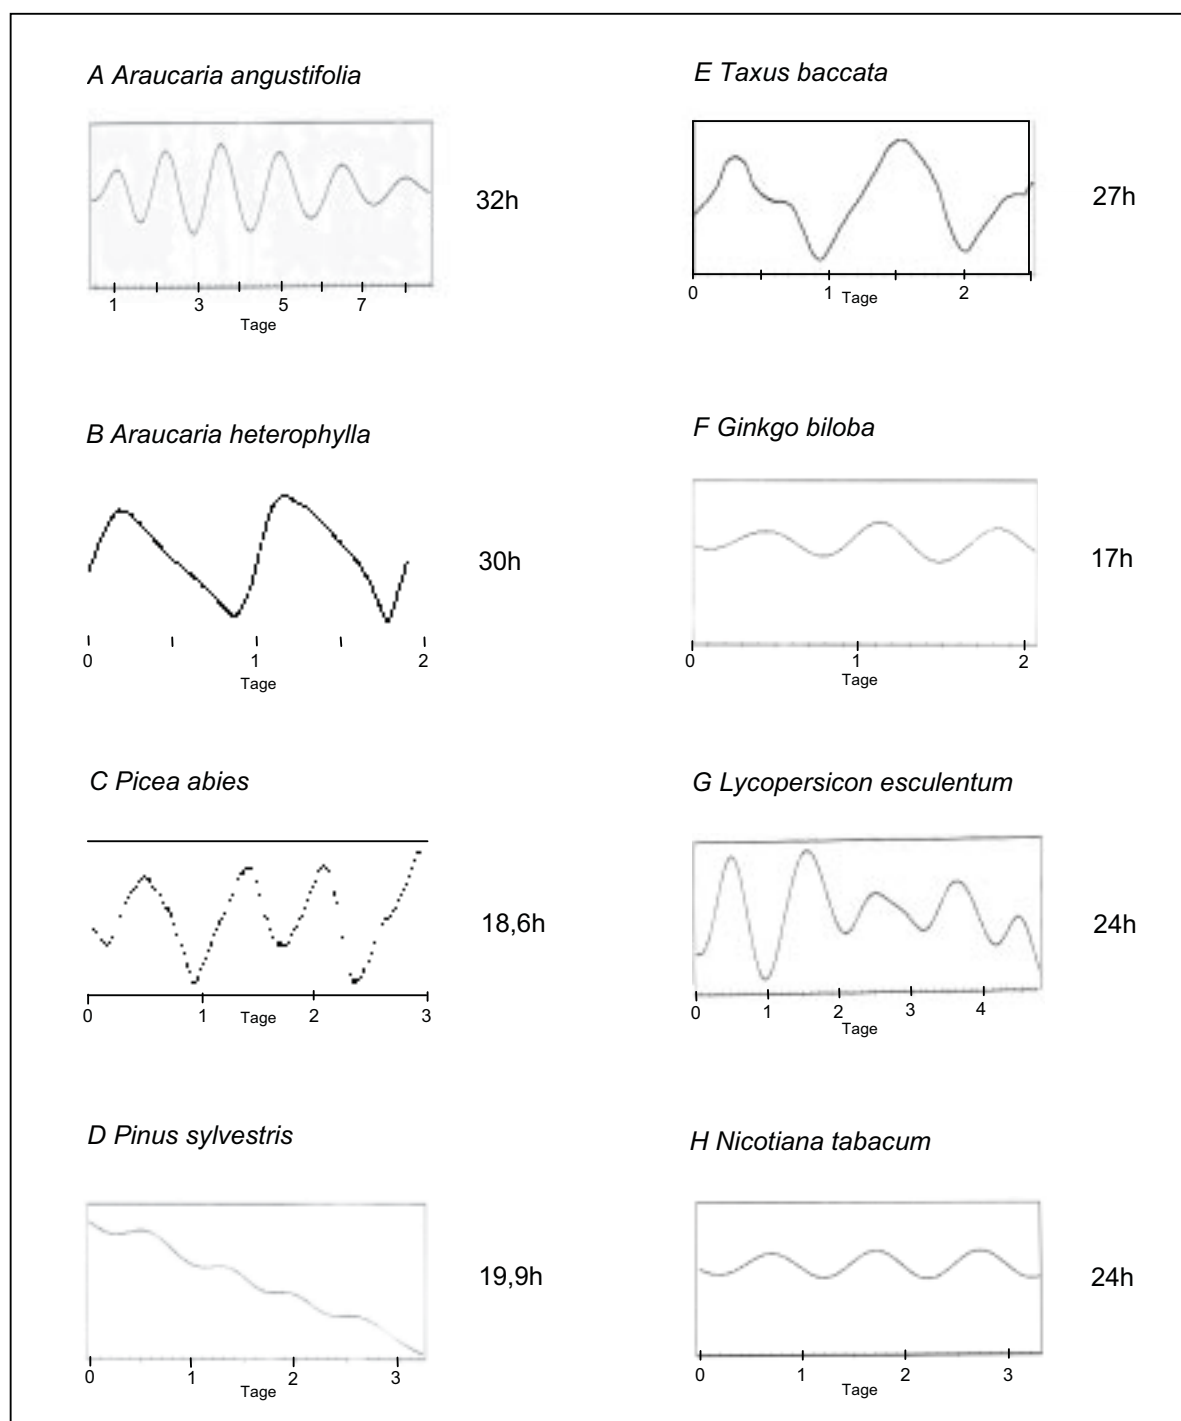 A Araucaria angustifolia
32h
1 3 5 7
Tage
B Araucaria heterophylla
30h
0 1 2
Tage
C Picea abies
18,6h
0 1 2 3
Tage
D Pinus sylvestris
19,9h
0 1 2 3
Tage
E Taxus baccata
27h
0 1 2
Tage
F Ginkgo biloba
17h
0 1 2
Tage
G Lycopersicon esculentum
24h
0 1 2 3 4
Tage
H Nicotiana tabacum
24h
0 1 2 3
Tage